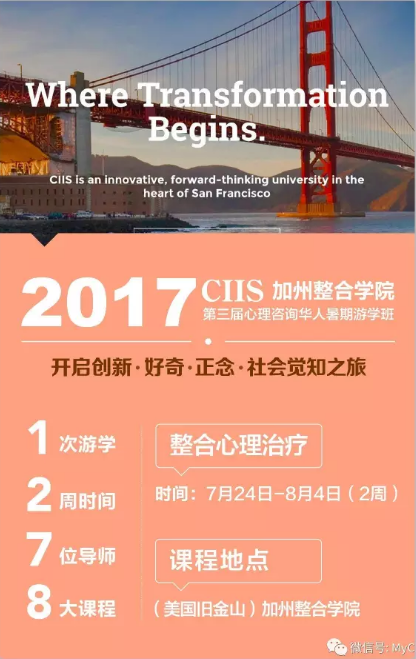 Where Transformation
Begins.
CIIS is an innovative, forward-thinking university in the
heart of San Francisco
2017 CIIS 加州整合学院
第三届心理咨询华人暑期游学班
开启创新·好奇·正念·社会觉知之旅
1 次游学
2 周时间
7 位导师
8 大课程
整合心理治疗
时间：7月24日-8月4日（2周）
课程地点
（美国旧金山）加州整合学院
微信号: MyC